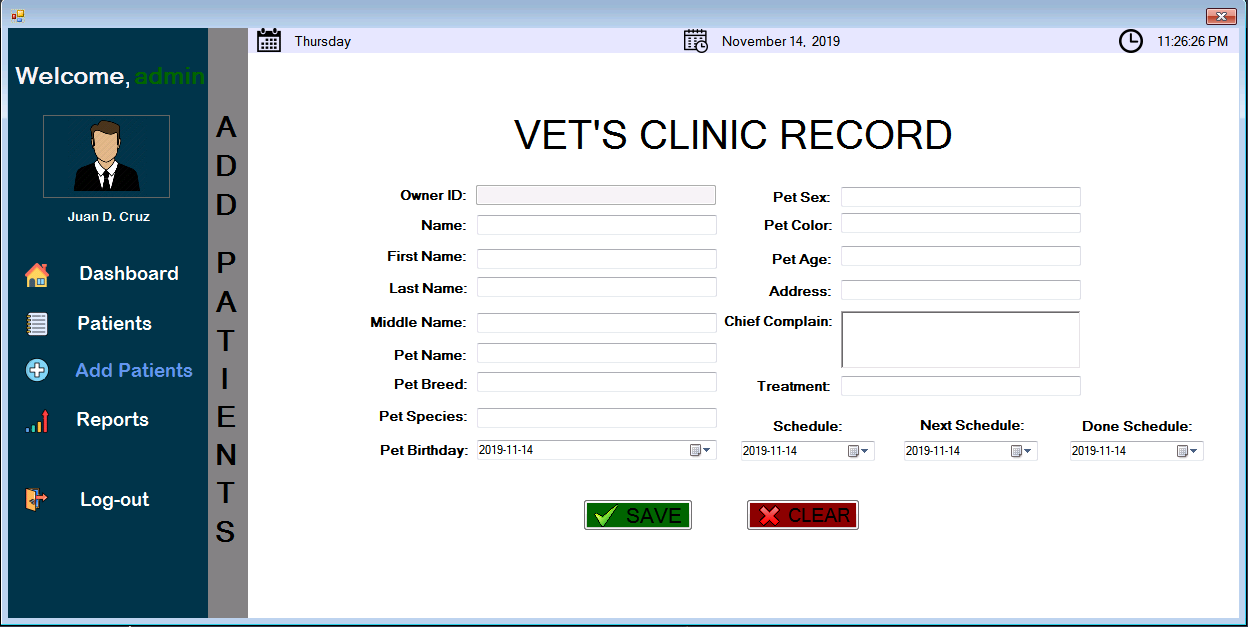 Thursday
November 14, 2019
11:26:26 PM
Welcome, admin
Juan D. Cruz
Dashboard
Patients
Add Patients
Reports
Log-out
ADD PATIENTS
VET'S CLINIC RECORD
Owner ID:
Name:
First Name:
Last Name:
Middle Name:
Pet Name:
Pet Breed:
Pet Species:
Pet Birthday: 2019-11-14
Pet Sex:
Pet Color:
Pet Age:
Address:
Chief Complain:
Treatment:
Schedule:
2019-11-14
Next Schedule:
2019-11-14
Done Schedule:
2019-11-14
SAVE
CLEAR